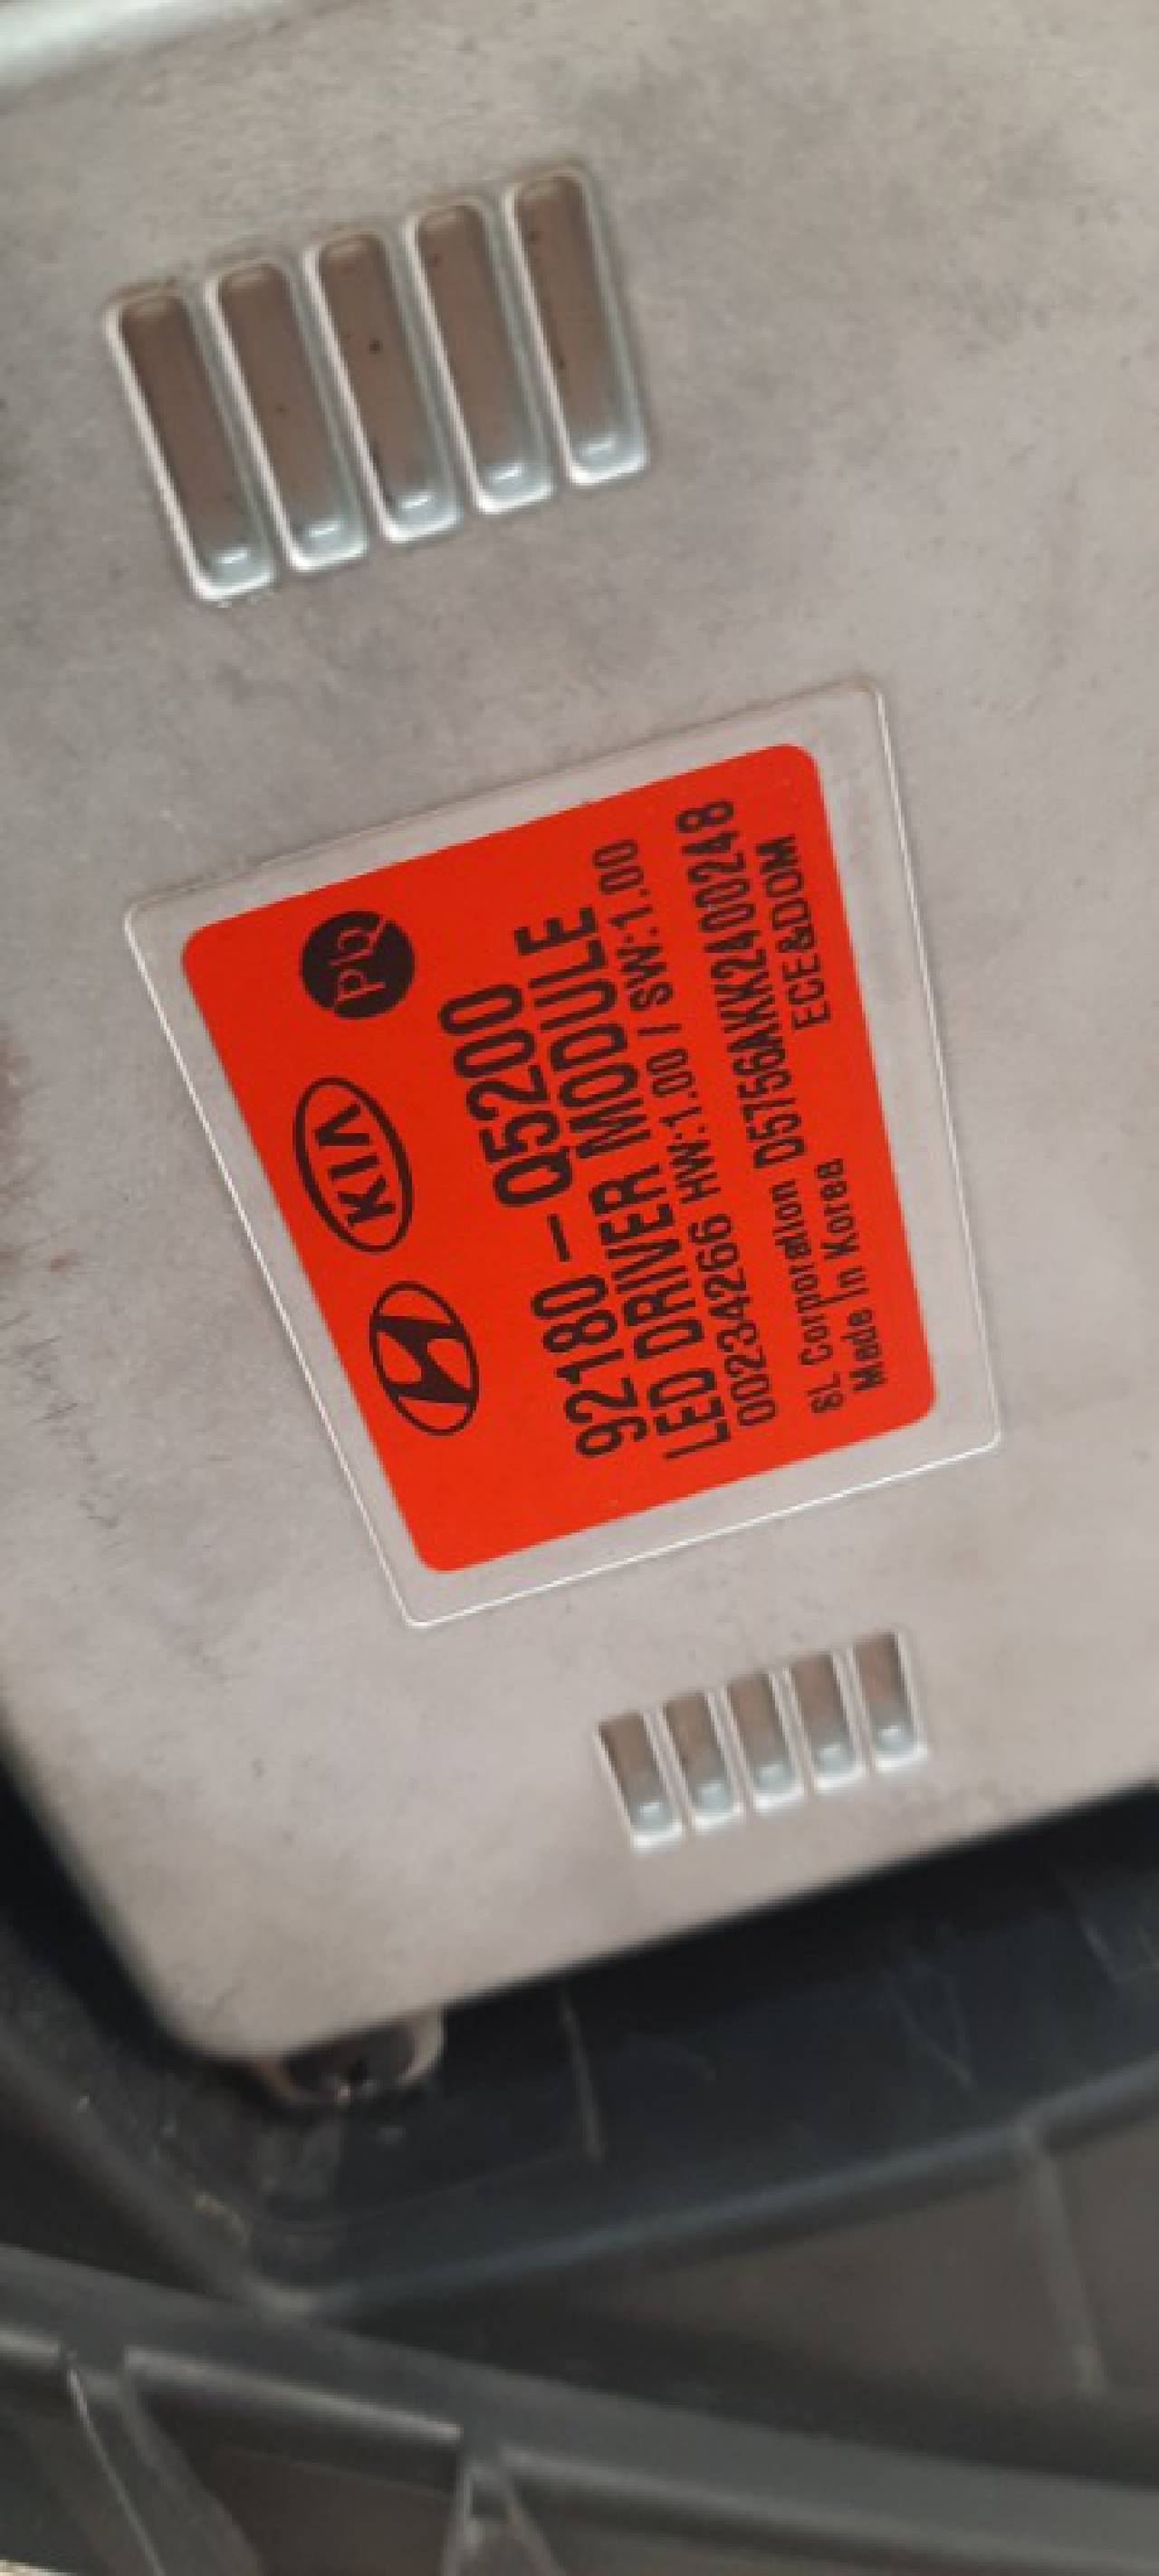 KIA Pb
92180 – Q5200
LED DRIVER MODULE
00234266 HW:1.00 / SW:1.00
SL Corporation D5756AKK2400248
Made In Korea ECE&DOM